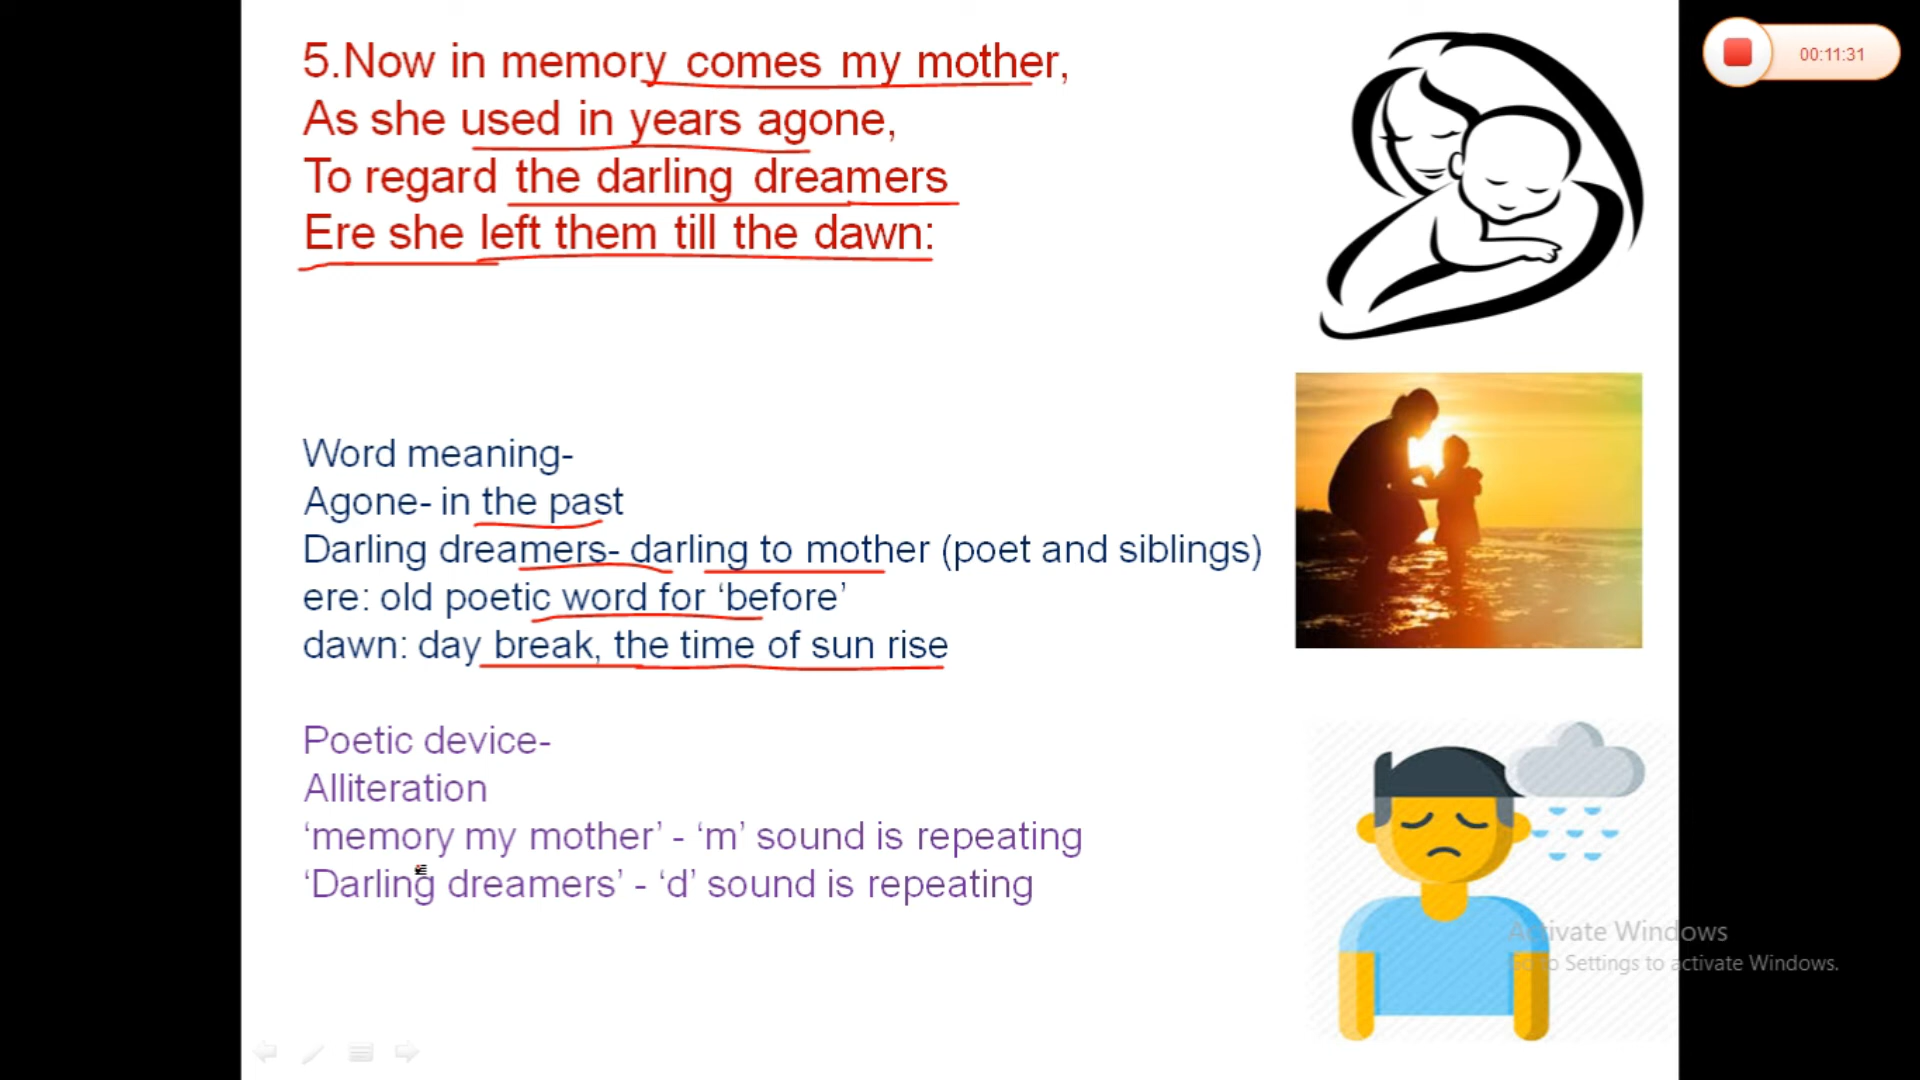 5.Now in memory comes my mother,
As she used in years agone,
To regard the darling dreamers
Ere she left them till the dawn:
Word meaning-
Agone- in the past
Darling dreamers- darling to mother (poet and siblings)
ere: old poetic word for ‘before’
dawn: day break, the time of sun rise
Poetic device-
Alliteration
‘memory my mother’ - ‘m’ sound is repeating
‘Darling dreamers’ - ‘d’ sound is repeating
00:11:31
Activate Windows
Go to Settings to activate Windows.